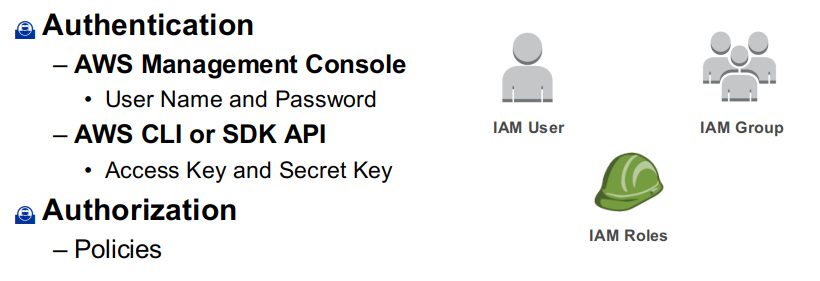 Authentication
– AWS Management Console
• User Name and Password
– AWS CLI or SDK API
• Access Key and Secret Key
Authorization
– Policies
IAM User
IAM Group
IAM Roles